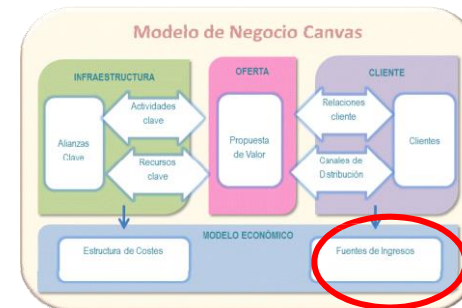 Modelo de Negocio Canvas
INFRAESTRUCTURA
OFERTA
CLIENTE
Actividades
clave
Relaciones
cliente
Alianzas
Clave
Propuesta
de Valor
Clientes
Recursos
clave
Canales de
Distribución
MODELO ECONÓMICO
Estructura de Costes
Fuentes de Ingresos